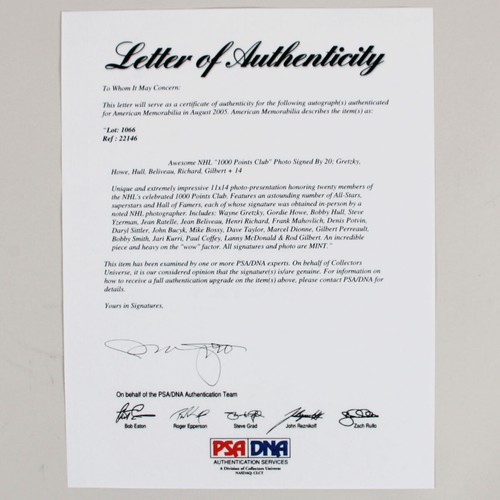 Letter of Authenticity
To Whom It May Concern:
This letter will serve as a certificate of authenticity for the following autograph(s) authenticated
for American Memorabilia in August 2005. American Memorabilia describes the item(s) as:
"Lot: 1066
Ref : 22146
Awesome NHL "1000 Points Club" Photo Signed By 20; Gretzky,
Howe, Hull, Beliveau, Richard, Gilbert + 14
Unique and extremely impressive 11x14 photo-presentation honoring twenty members of
the NHL's celebrated 1000 Points Club. Features an astounding number of All-Stars,
superstars and Hall of Famers, each of whose signature was obtained in-person by a
noted NHL photographer. Includes: Wayne Gretzky, Gordie Howe, Bobby Hull, Steve
Yzerman, Jean Ratelle, Jean Beliveau, Henri Richard, Frank Mahovlich, Denis Potvin,
Daryl Sittler, John Bucyk, Mike Bossy, Dave Taylor, Marcel Dionne, Gilbert Perreault,
Bobby Smith, Jari Kurri, Paul Coffey, Lanny McDonald & Rod Gilbert. An incredible
piece and heavy on the "wow" factor. All signatures and photo are MINT."
This item has been examined by one or more PSA/DNA experts. On behalf of Collectors
Universe, it is our considered opinion that the signature(s) is/are genuine. For information on
how to receive a full authentication upgrade on the item(s) above, please contact PSA/DNA for
details.
Yours in Signatures,
On behalf of the PSA/DNA Authentication Team
Bob Eaton Roger Epperson Steve Grad John Reznikoff Zach Rullo
PSA DNA
AUTHENTICATION SERVICES
A Division of Collectors Universe
NASDAQ: CLCT